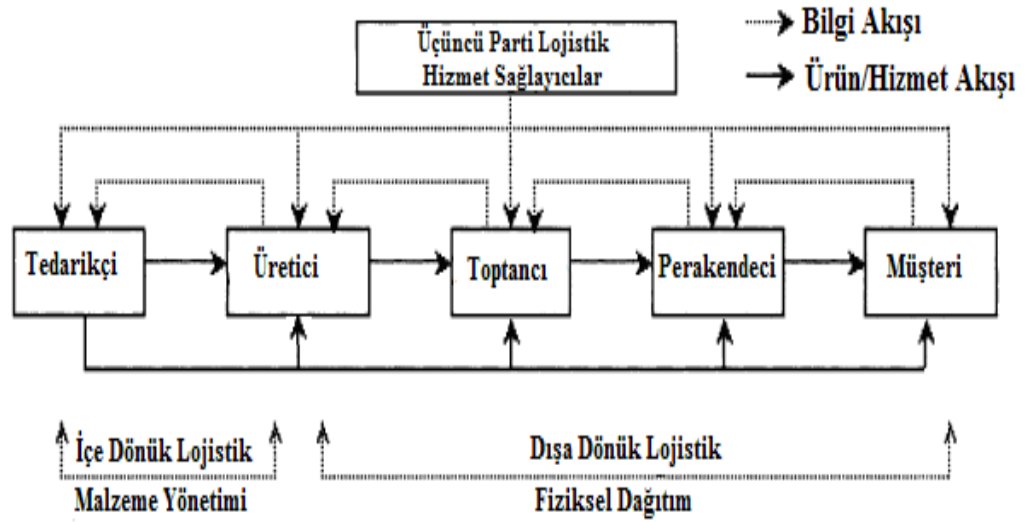 Üçüncü Parti Lojistik
Hizmet Sağlayıcılar
Bilgi Akışı
Ürün/Hizmet Akışı
Tedarikçi
Üretici
Toptancı
Perakendeci
Müşteri
İçe Dönük Lojistik
Malzeme Yönetimi
Dışa Dönük Lojistik
Fiziksel Dağıtım